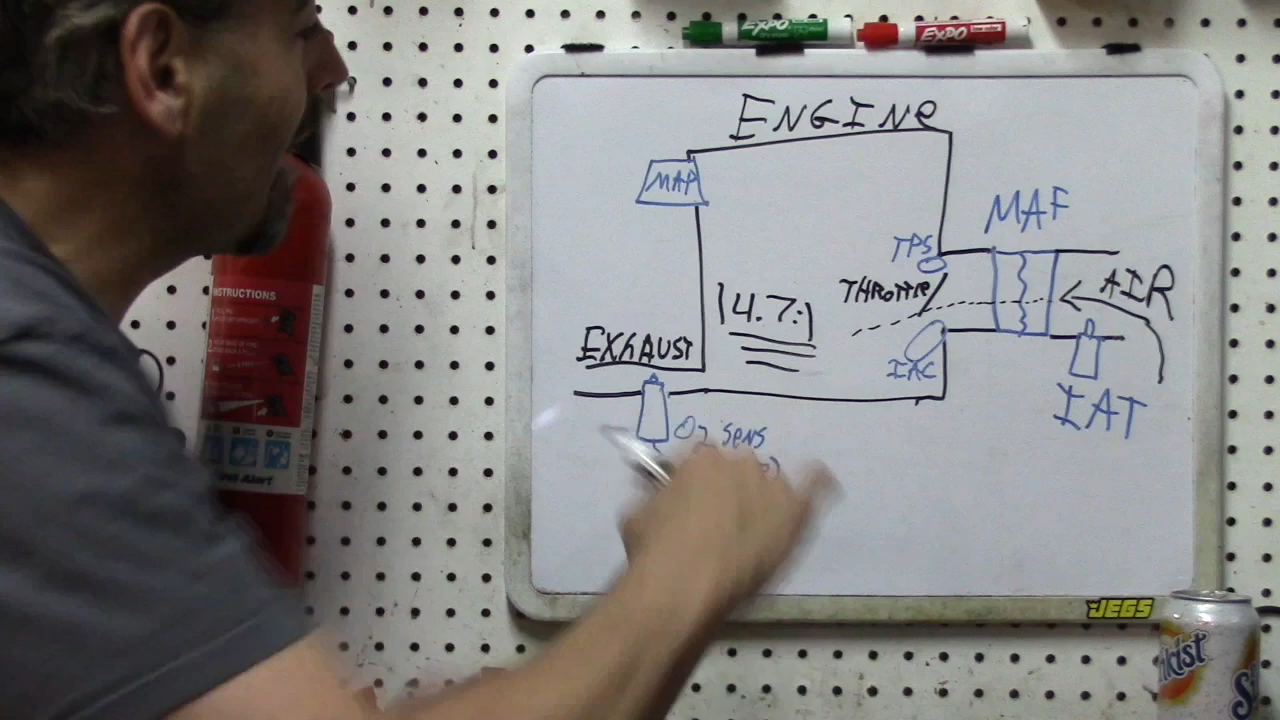 EXPO
EXPO
ENGINE
MAP
MAF
TPS
THROTTLE
AIR
14.7:1
EXHAUST
IAC
IAT
O2 SENS
INSTRUCTIONS
JEGS